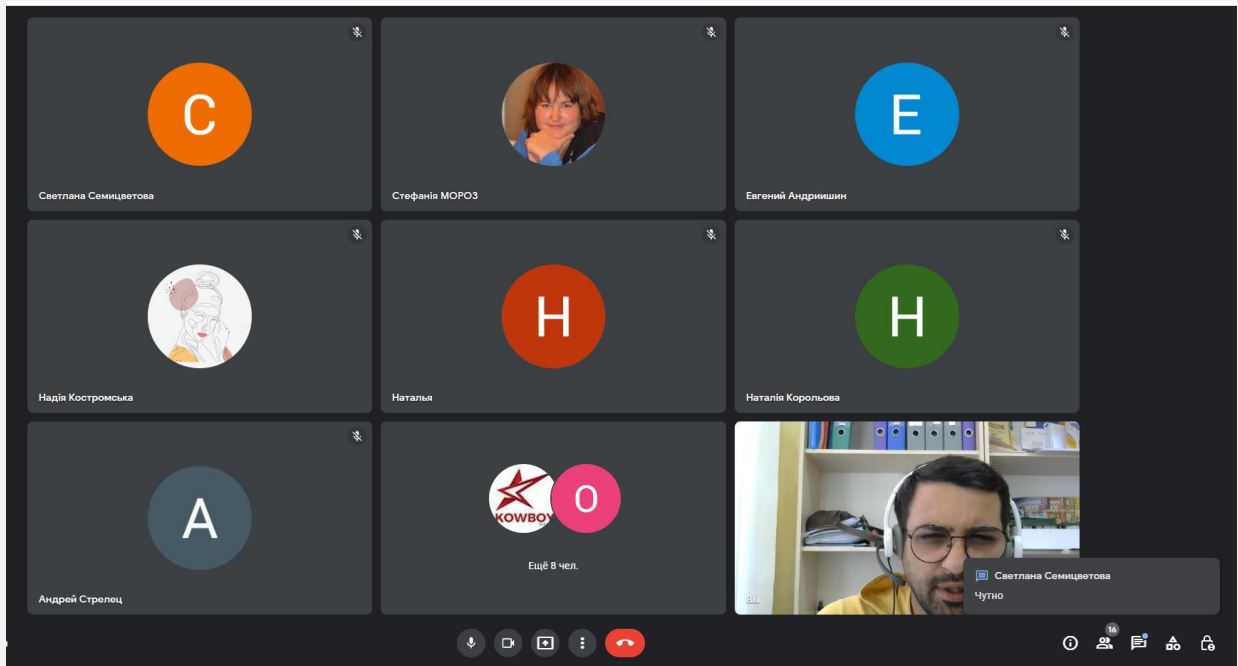 С
Светлана Семицветова
Стефанія МОРОЗ
Е
Евгений Андриишин
Надія Костромська
Н
Наталья
Н
Наталія Корольова
А
Андрей Стрелец
KOWBOY
О
Ещё 8 чел.
Вы
Светлана Семицветова
Чутно
16